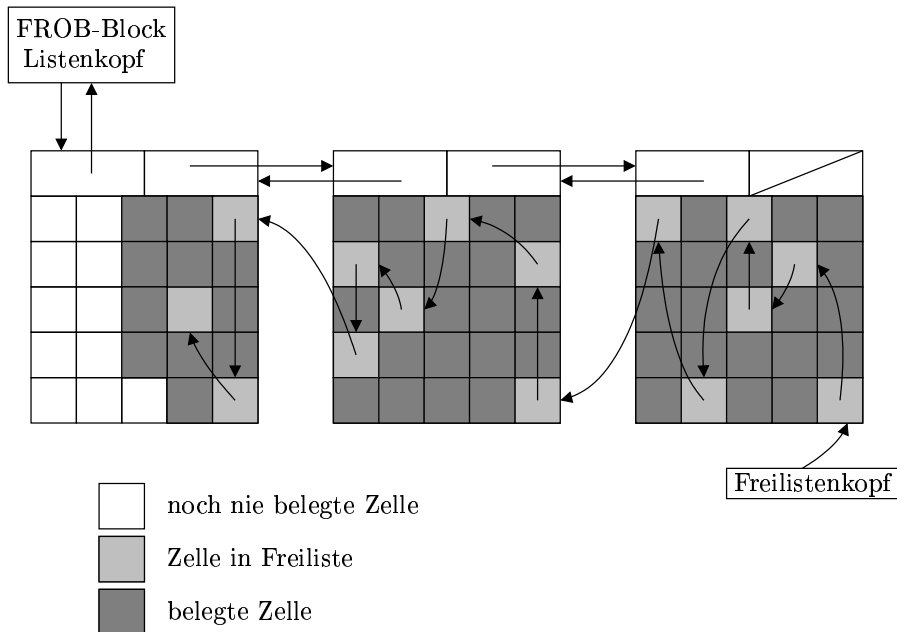 FROB-Block
Listenkopf
Freilistenkopf
noch nie belegte Zelle
Zelle in Freiliste
belegte Zelle